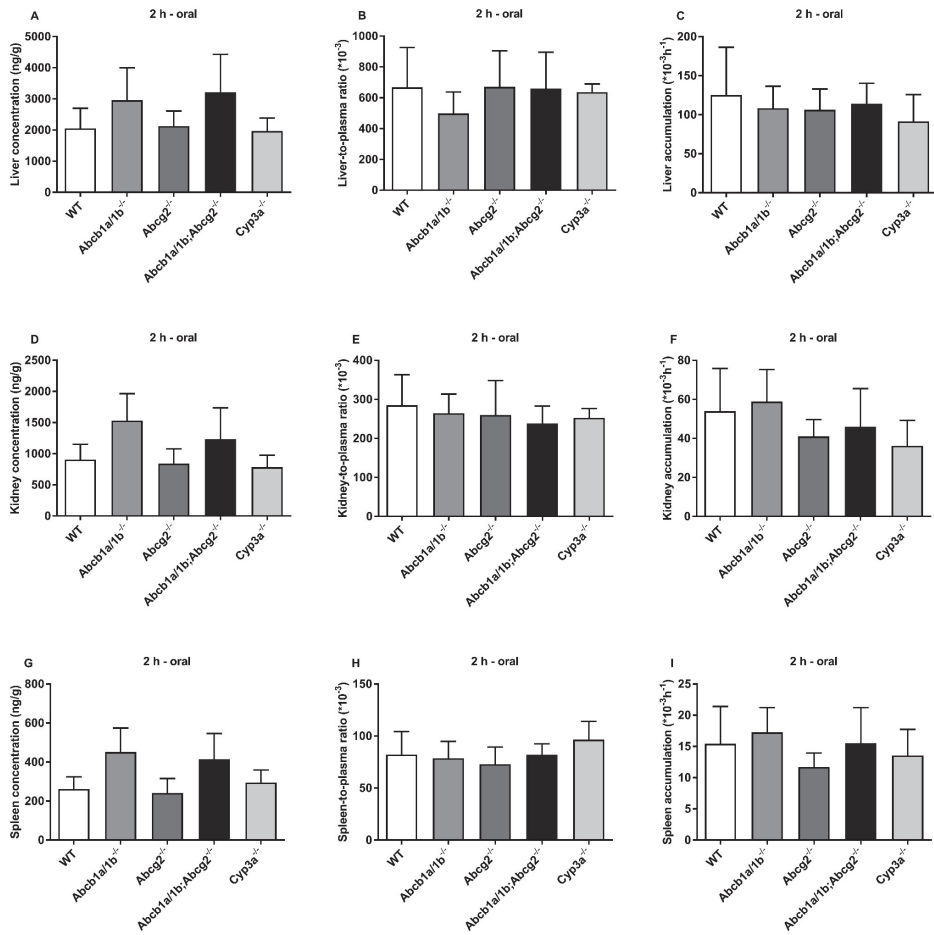 A
2 h - oral
Liver concentration (ng/g)
5000
4000
3000
2000
1000
0
WT
Abcb1a/1b-/-
Abcg2-/-
Abcb1a/1b;Abcg2-/-
Cyp3a-/-
B
2 h - oral
Liver-to-plasma ratio (*10-3)
1000
800
600
400
200
0
WT
Abcb1a/1b-/-
Abcg2-/-
Abcb1a/1b;Abcg2-/-
Cyp3a-/-
C
2 h - oral
Liver accumulation (*10-3h-1)
200
150
100
50
0
WT
Abcb1a/1b-/-
Abcg2-/-
Abcb1a/1b;Abcg2-/-
Cyp3a-/-
D
2 h - oral
Kidney concentration (ng/g)
2500
2000
1500
1000
500
0
WT
Abcb1a/1b-/-
Abcg2-/-
Abcb1a/1b;Abcg2-/-
Cyp3a-/-
E
2 h - oral
Kidney-to-plasma ratio (*10-3)
400
300
200
100
0
WT
Abcb1a/1b-/-
Abcg2-/-
Abcb1a/1b;Abcg2-/-
Cyp3a-/-
F
2 h - oral
Kidney accumulation (*10-3h-1)
80
60
40
20
0
WT
Abcb1a/1b-/-
Abcg2-/-
Abcb1a/1b;Abcg2-/-
Cyp3a-/-
G
2 h - oral
Spleen concentration (ng/g)
800
600
400
200
0
WT
Abcb1a/1b-/-
Abcg2-/-
Abcb1a/1b;Abcg2-/-
Cyp3a-/-
H
2 h - oral
Spleen-to-plasma ratio (*10-3)
150
100
50
0
WT
Abcb1a/1b-/-
Abcg2-/-
Abcb1a/1b;Abcg2-/-
Cyp3a-/-
I
2 h - oral
Spleen accumulation (*10-3h-1)
25
20
15
10
5
0
WT
Abcb1a/1b-/-
Abcg2-/-
Abcb1a/1b;Abcg2-/-
Cyp3a-/-